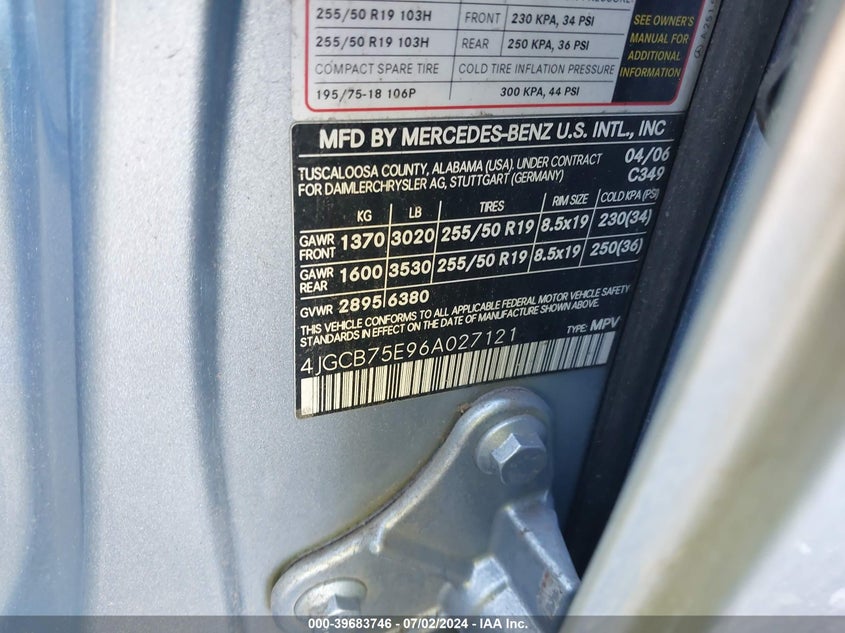 255/50 R19 103H FRONT 230 KPA, 34 PSI
255/50 R19 103H REAR 250 KPA, 36 PSI
COMPACT SPARE TIRE COLD TIRE INFLATION PRESSURE
195/75-18 106P 300 KPA, 44 PSI
SEE OWNER'S
MANUAL FOR
ADDITIONAL
INFORMATION
MFD BY MERCEDES-BENZ U.S. INTL., INC
TUSCALOOSA COUNTY, ALABAMA (USA), UNDER CONTRACT 04/06
FOR DAIMLERCHRYSLER AG, STUTTGART (GERMANY) C349
KG LB TIRES RIM SIZE COLD KPA (PSI)
GAWR FRONT 1370 3020 255/50 R19 8.5x19 230(34)
GAWR REAR 1600 3530 255/50 R19 8.5x19 250(36)
GVWR 2895 6380
THIS VEHICLE CONFORMS TO ALL APPLICABLE FEDERAL MOTOR VEHICLE SAFETY
STANDARDS IN EFFECT ON THE DATE OF MANUFACTURE SHOWN ABOVE.
4JGCB75E96A027121 TYPE: MPV
000-39683746 | 07/02/2024 | IAA Inc.